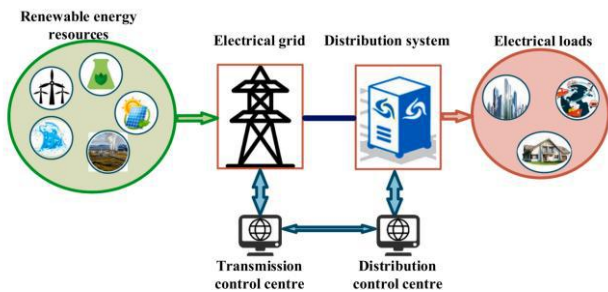 Renewable energy
resources
Electrical grid
Distribution system
Electrical loads
Transmission
control centre
Distribution
control centre